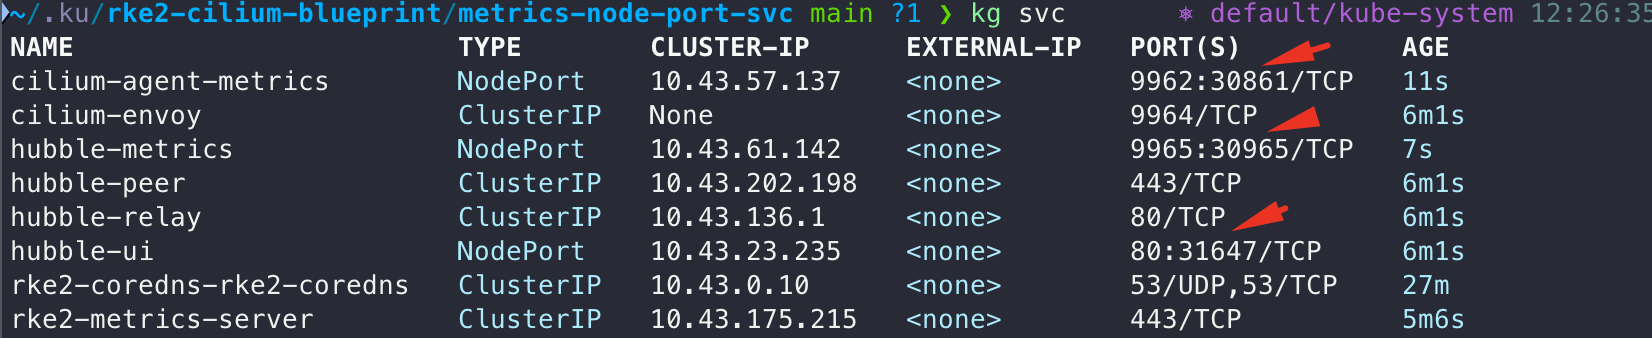 ~/.ku/rke2-cilium-blueprint/metrics-node-port-svc main ?1 ❯ kg svc ⎈ default/kube-system 12:26:35
NAME TYPE CLUSTER-IP EXTERNAL-IP PORT(S) AGE
cilium-agent-metrics NodePort 10.43.57.137 <none> 9962:30861/TCP 11s
cilium-envoy ClusterIP None <none> 9964/TCP 6m1s
hubble-metrics NodePort 10.43.61.142 <none> 9965:30965/TCP 7s
hubble-peer ClusterIP 10.43.202.198 <none> 443/TCP 6m1s
hubble-relay ClusterIP 10.43.136.1 <none> 80/TCP 6m1s
hubble-ui NodePort 10.43.23.235 <none> 80:31647/TCP 6m1s
rke2-coredns-rke2-coredns ClusterIP 10.43.0.10 <none> 53/UDP,53/TCP 27m
rke2-metrics-server ClusterIP 10.43.175.215 <none> 443/TCP 5m6s